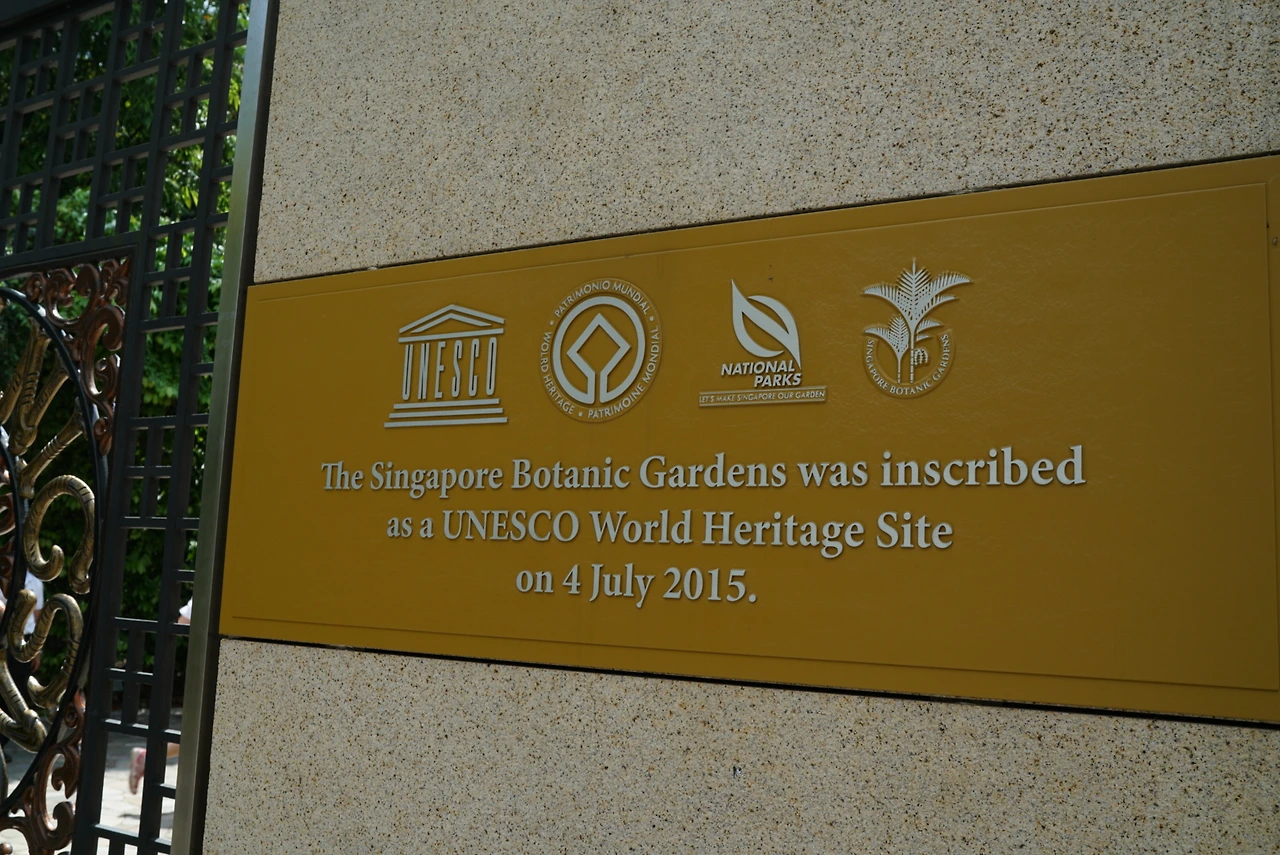 UNESCO
PATRIMONIO MUNDIAL • WORLD HERITAGE • PATRIMOINE MONDIAL •
NATIONAL
PARKS
LET'S MAKE SINGAPORE OUR GARDEN
SINGAPORE BOTANIC GARDENS
The Singapore Botanic Gardens was inscribed
as a UNESCO World Heritage Site
on 4 July 2015.